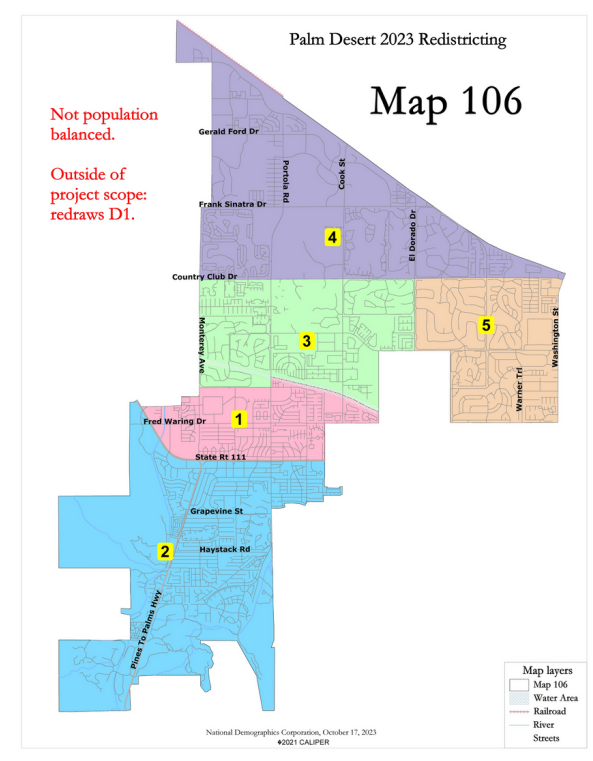 Palm Desert 2023 Redistricting
Map 106
Not population
balanced.
Outside of
project scope:
redraws D1.
Gerald Ford Dr
Portola Rd
Cook St
Frank Sinatra Dr
El Dorado Dr
4
Country Club Dr
Monterey Ave
3
5
Washington St
Warner Trl
1
Fred Waring Dr
State Rt 111
Grapevine St
2
Haystack Rd
Pines To Palms Hwy
Map layers
Map 106
Water Area
Railroad
River
Streets
National Demographics Corporation, October 17, 2023
�2021 CALIPER